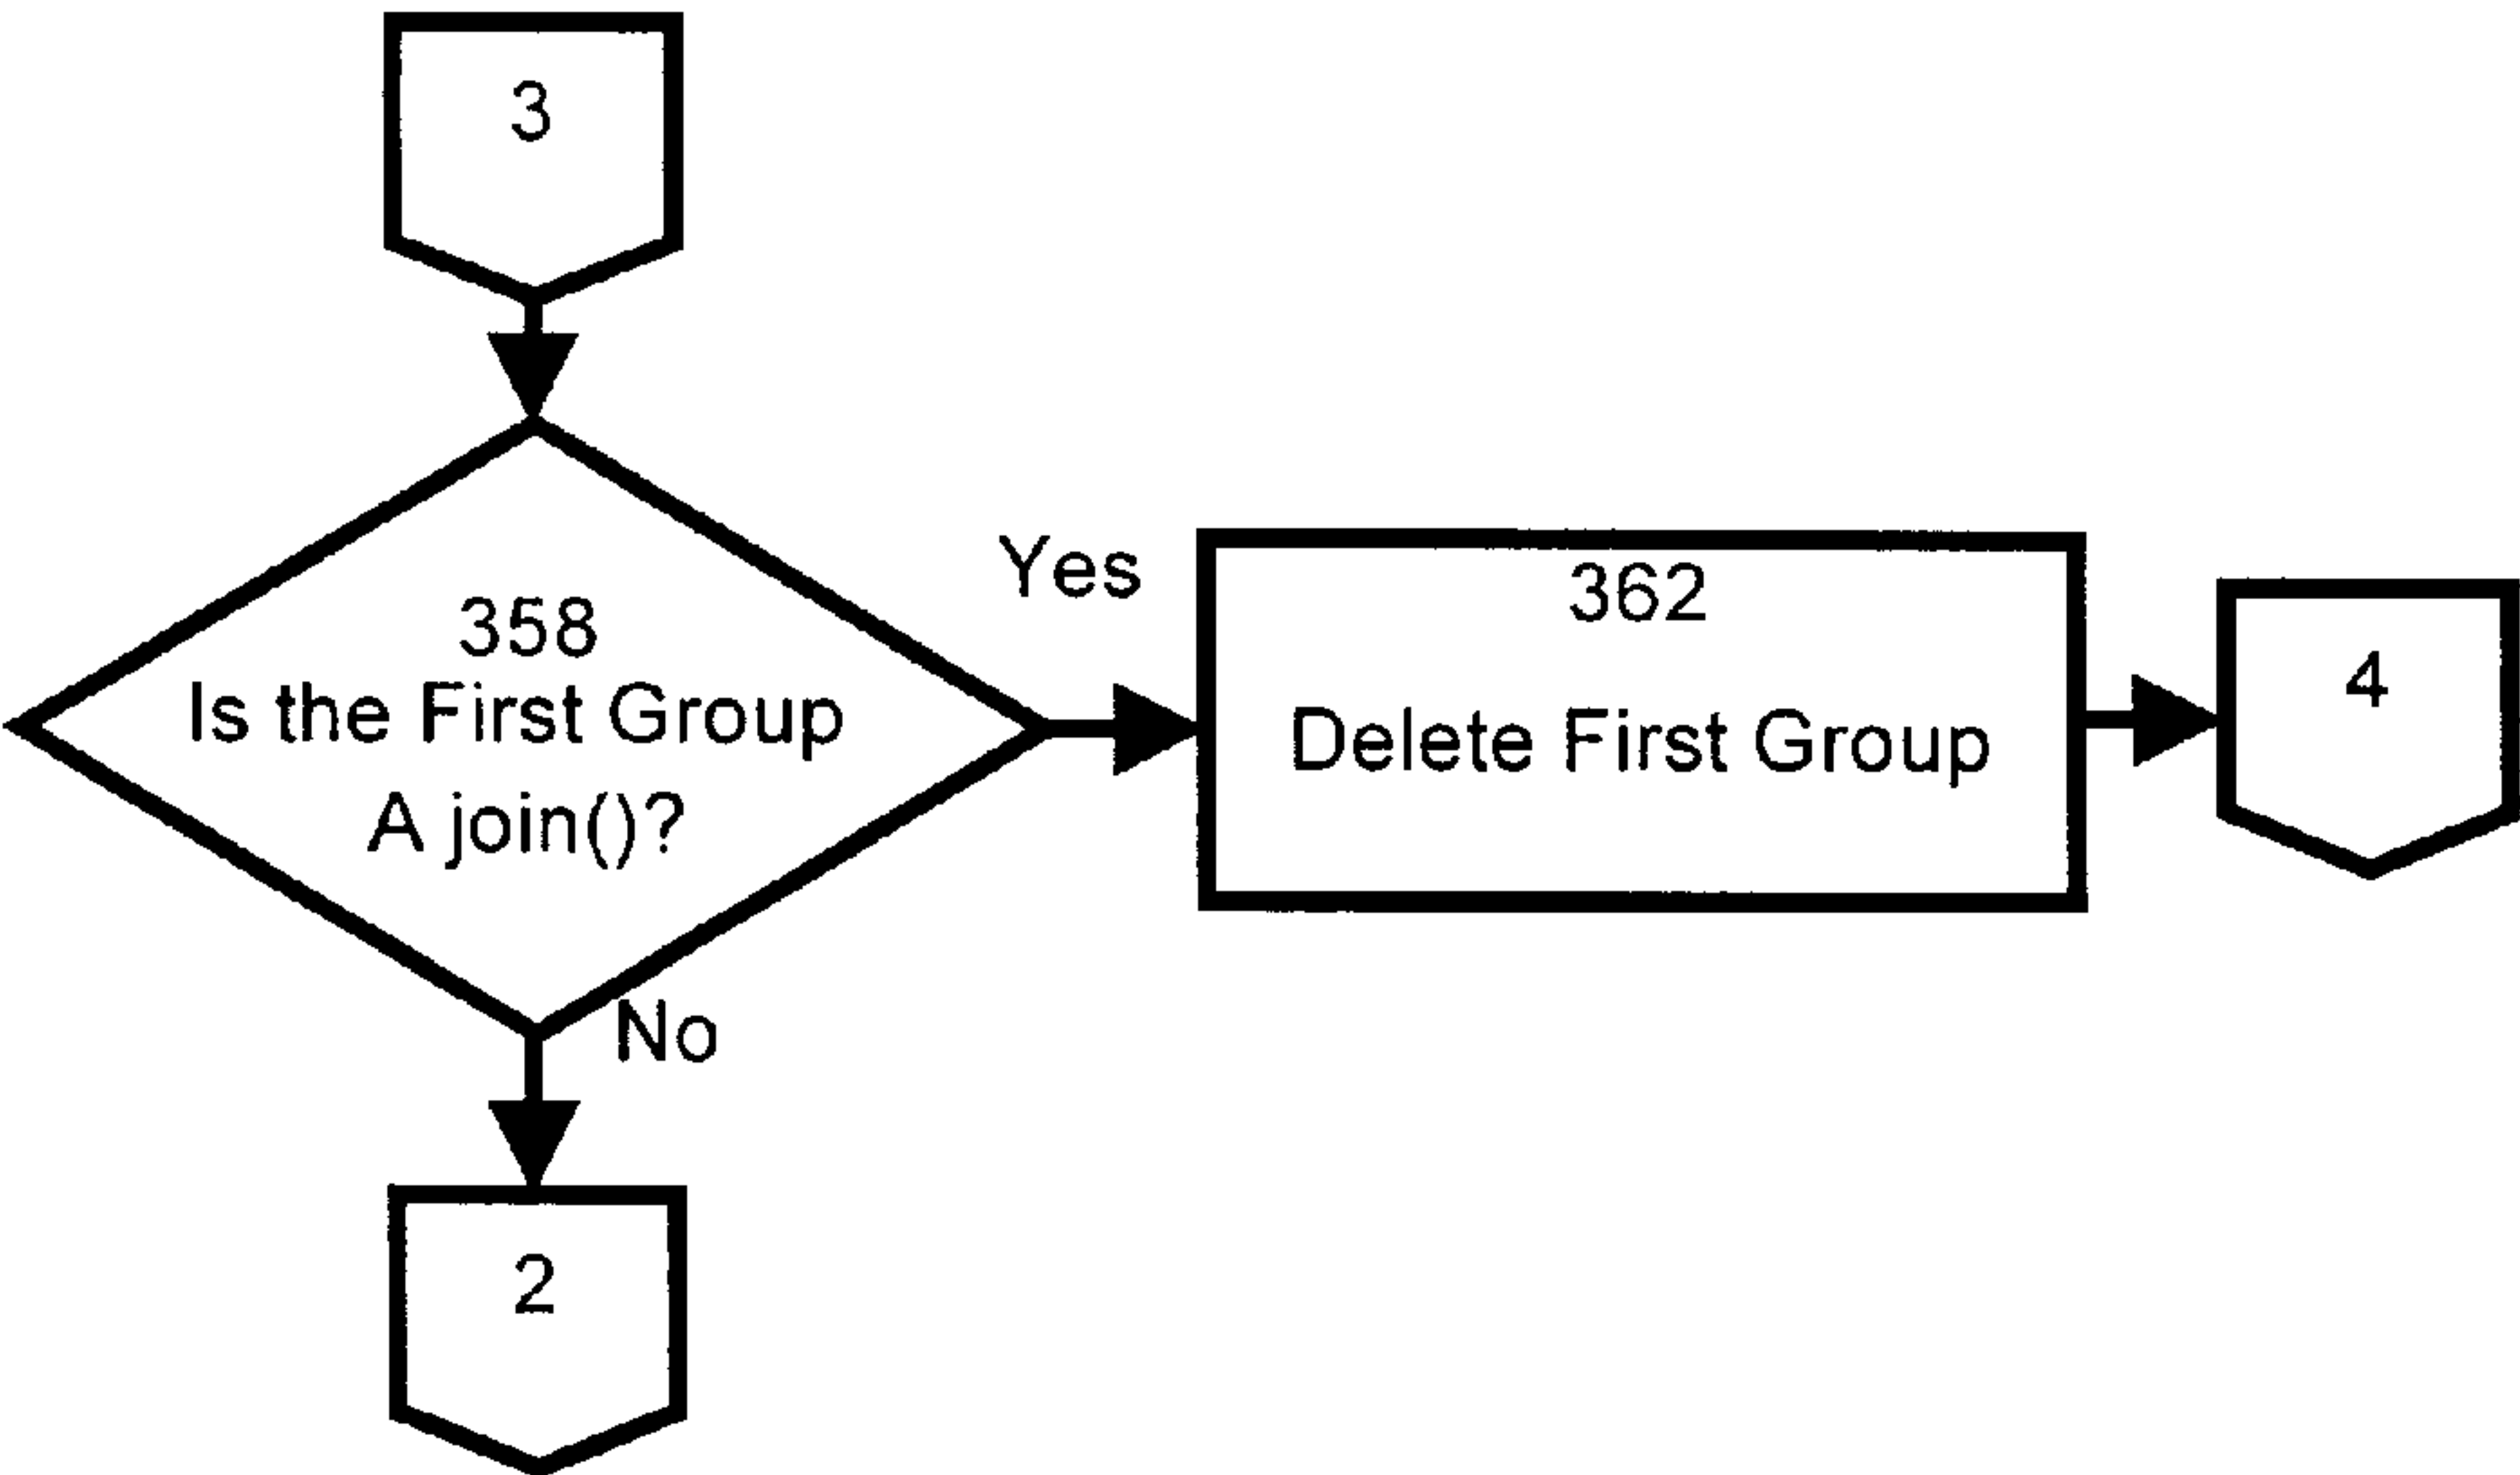 3
358
Is the First Group
A join()?
Yes
362
Delete First Group
4
No
2